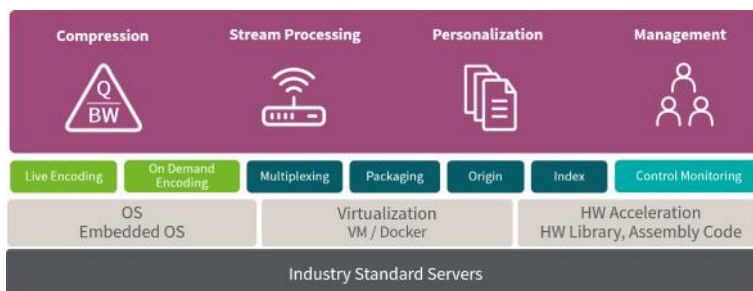 Compression
Stream Processing
Personalization
Management
Q
BW
Live Encoding
On Demand
Encoding
Multiplexing
Packaging
Origin
Index
Control Monitoring
OS
Embedded OS
Virtualization
VM / Docker
HW Acceleration
HW Library, Assembly Code
Industry Standard Servers